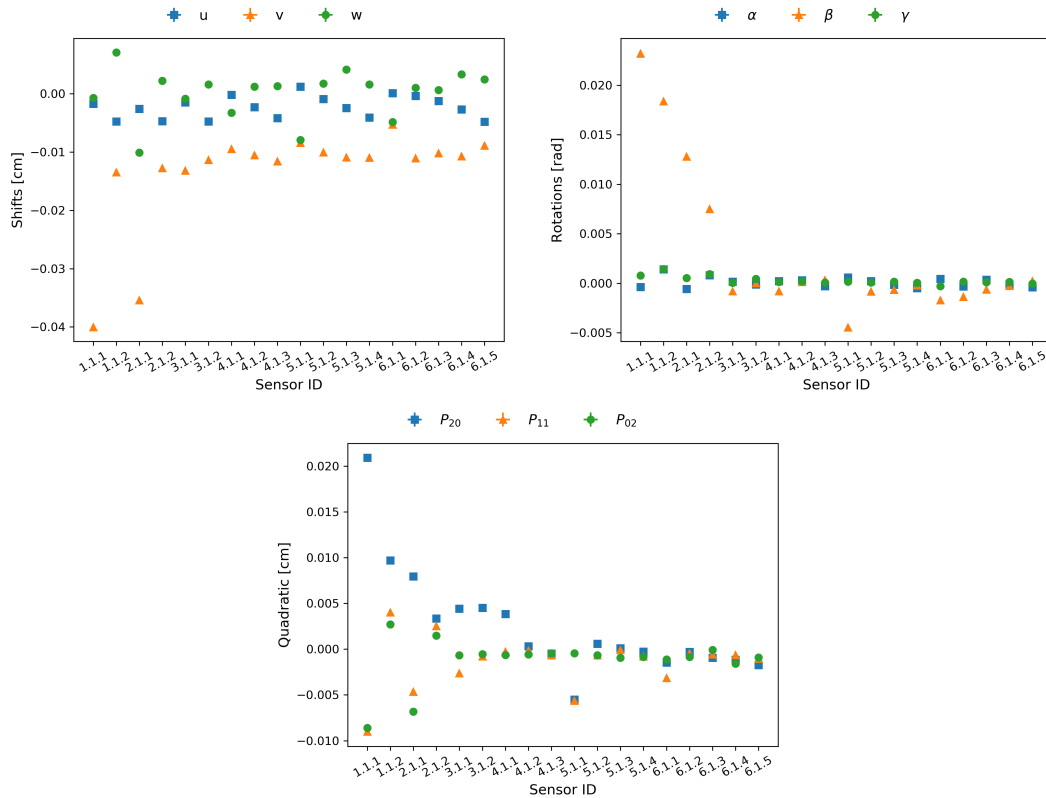 u v w
0.00
−0.01
−0.02
−0.03
−0.04
Shifts [cm]
1.1.1 1.1.2 2.1.1 2.1.2 3.1.1 3.1.2 4.1.1 4.1.2 4.1.3 5.1.1 5.1.2 5.1.3 5.1.4 6.1.1 6.1.2 6.1.3 6.1.4 6.1.5
Sensor ID
α β γ
0.020
0.015
0.010
0.005
0.000
−0.005
Rotations [rad]
1.1.1 1.1.2 2.1.1 2.1.2 3.1.1 3.1.2 4.1.1 4.1.2 4.1.3 5.1.1 5.1.2 5.1.3 5.1.4 6.1.1 6.1.2 6.1.3 6.1.4 6.1.5
Sensor ID
P₂₀ P₁₁ P₀₂
0.020
0.015
0.010
0.005
0.000
−0.005
−0.010
Quadratic [cm]
1.1.1 1.1.2 2.1.1 2.1.2 3.1.1 3.1.2 4.1.1 4.1.2 4.1.3 5.1.1 5.1.2 5.1.3 5.1.4 6.1.1 6.1.2 6.1.3 6.1.4 6.1.5
Sensor ID